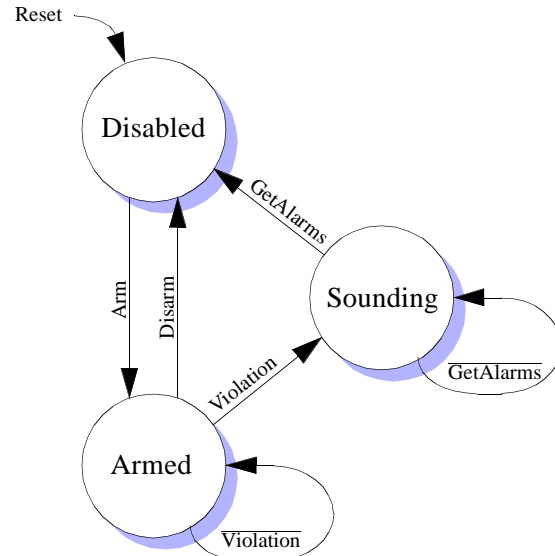 Reset
Disabled
GetAlarms
Arm
Disarm
Sounding
GetAlarms
Violation
Armed
Violation